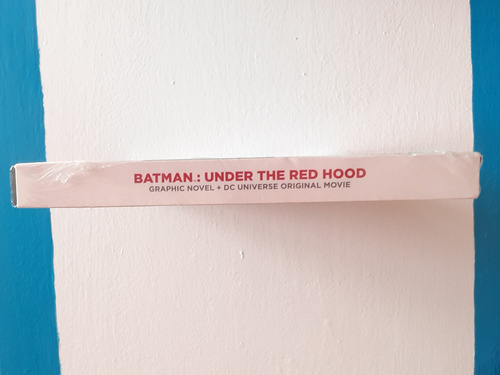 BATMAN : UNDER THE RED HOOD
GRAPHIC NOVEL + DC UNIVERSE ORIGINAL MOVIE